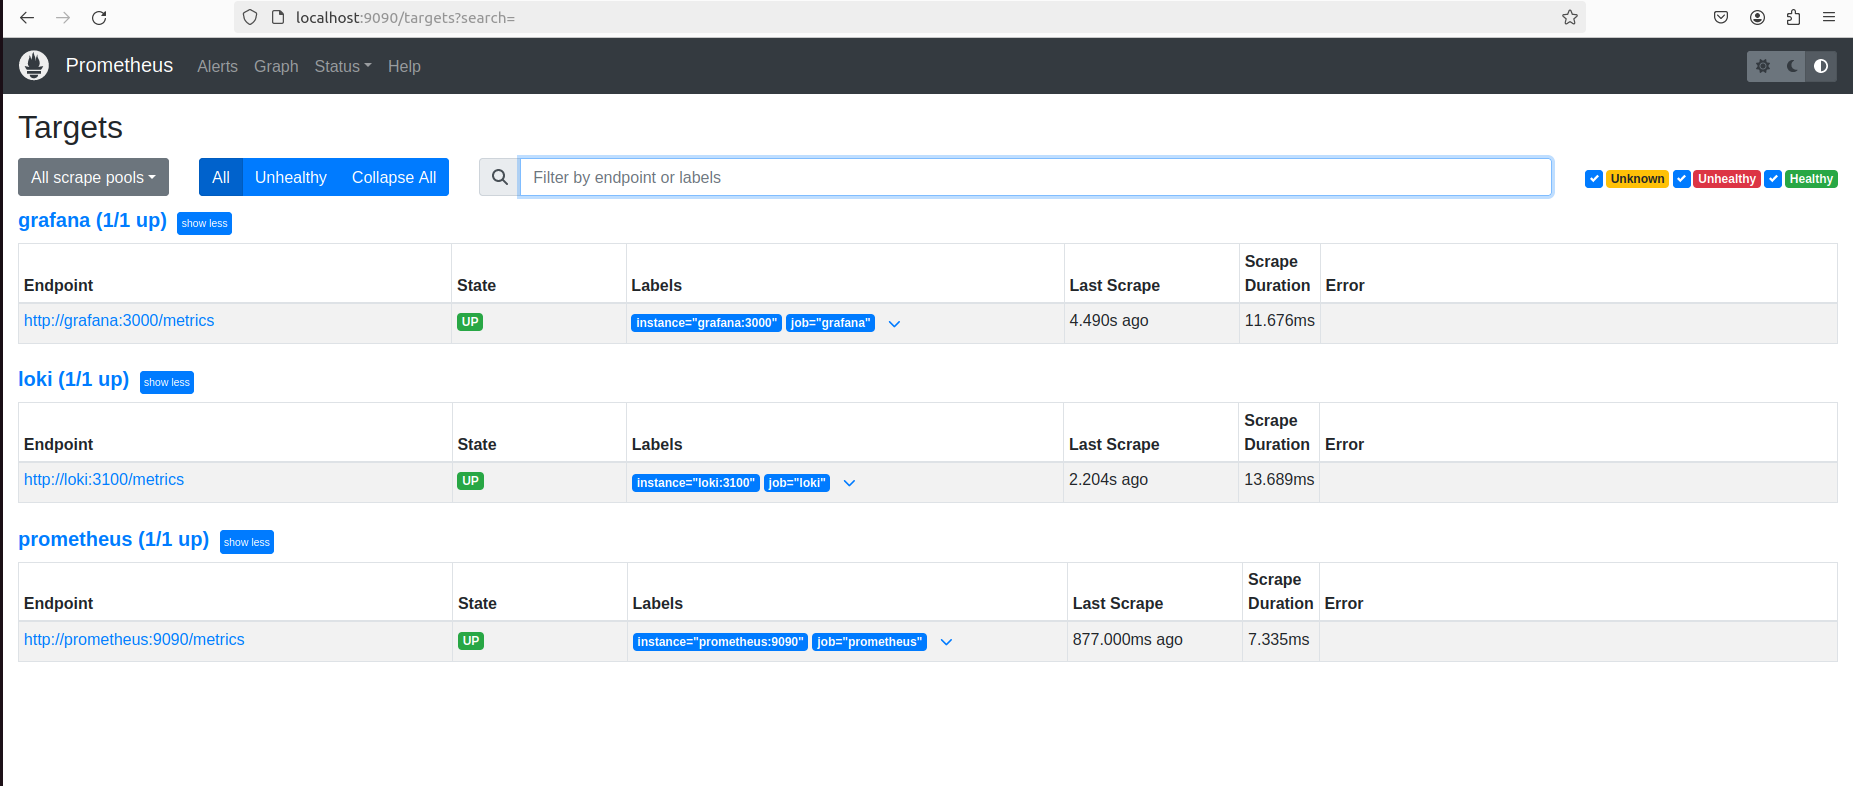 localhost:9090/targets?search=
Prometheus Alerts Graph Status Help
Targets
All scrape pools All Unhealthy Collapse All Filter by endpoint or labels Unknown Unhealthy Healthy
grafana (1/1 up) show less
Endpoint State Labels Last Scrape Scrape Duration Error
http://grafana:3000/metrics UP instance="grafana:3000" job="grafana" 4.490s ago 11.676ms
loki (1/1 up) show less
Endpoint State Labels Last Scrape Scrape Duration Error
http://loki:3100/metrics UP instance="loki:3100" job="loki" 2.204s ago 13.689ms
prometheus (1/1 up) show less
Endpoint State Labels Last Scrape Scrape Duration Error
http://prometheus:9090/metrics UP instance="prometheus:9090" job="prometheus" 877.000ms ago 7.335ms